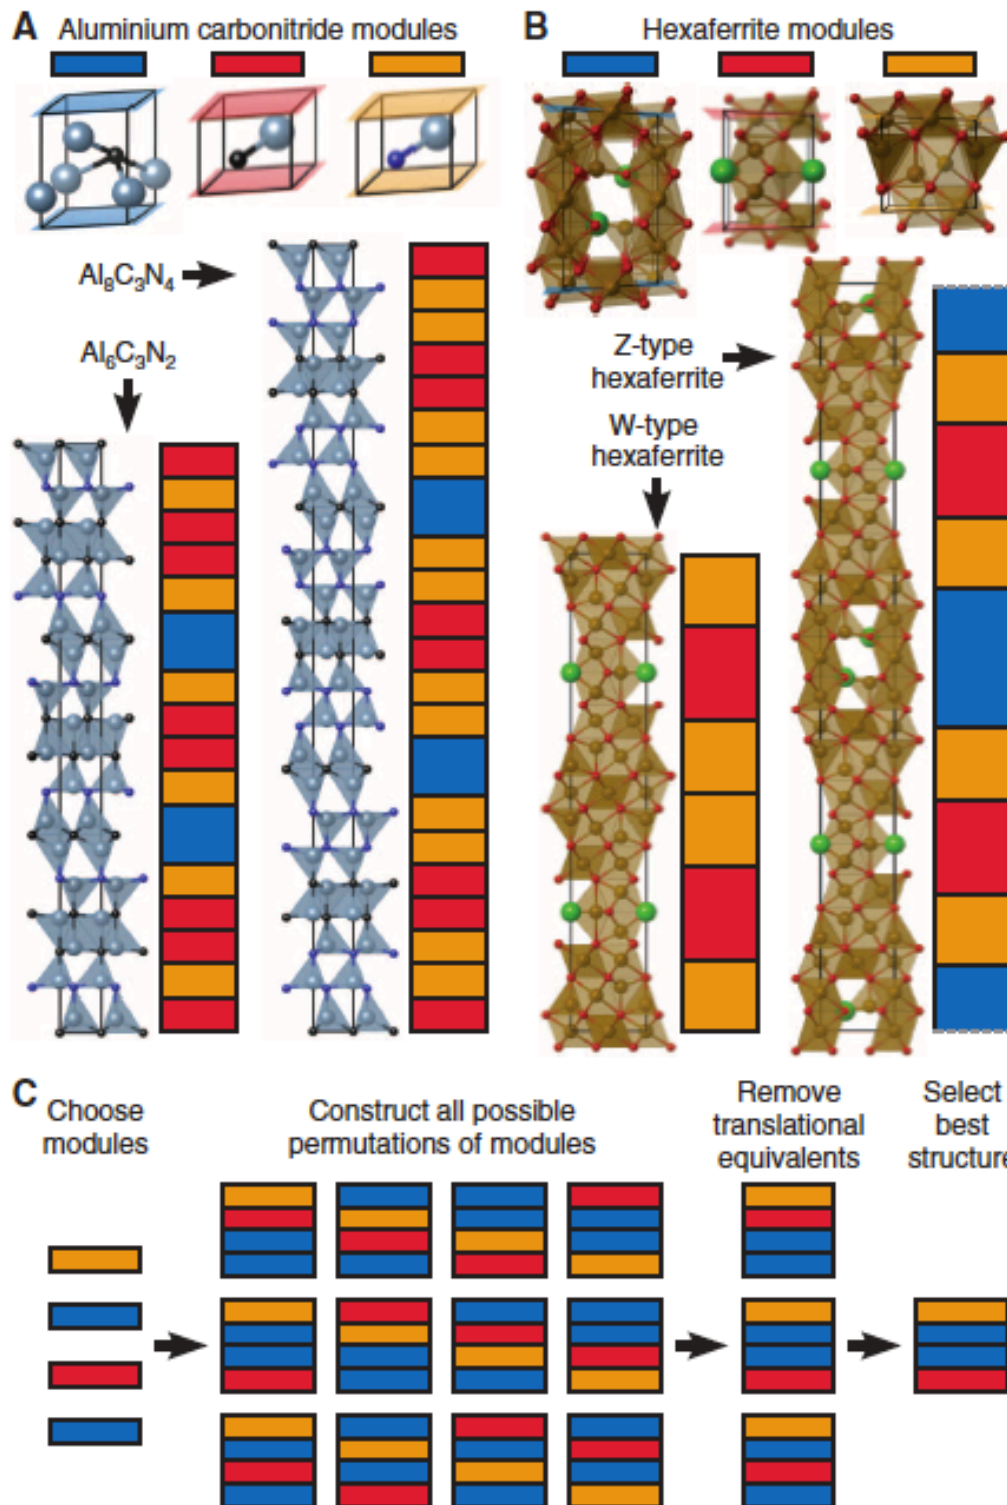 A Aluminium carbonitride modules
Al8C3N4
Al6C3N2
B Hexaferrite modules
Z-type
hexaferrite
W-type
hexaferrite
C Choose
modules
Construct all possible
permutations of modules
Remove
translational
equivalents
Select
best
structure